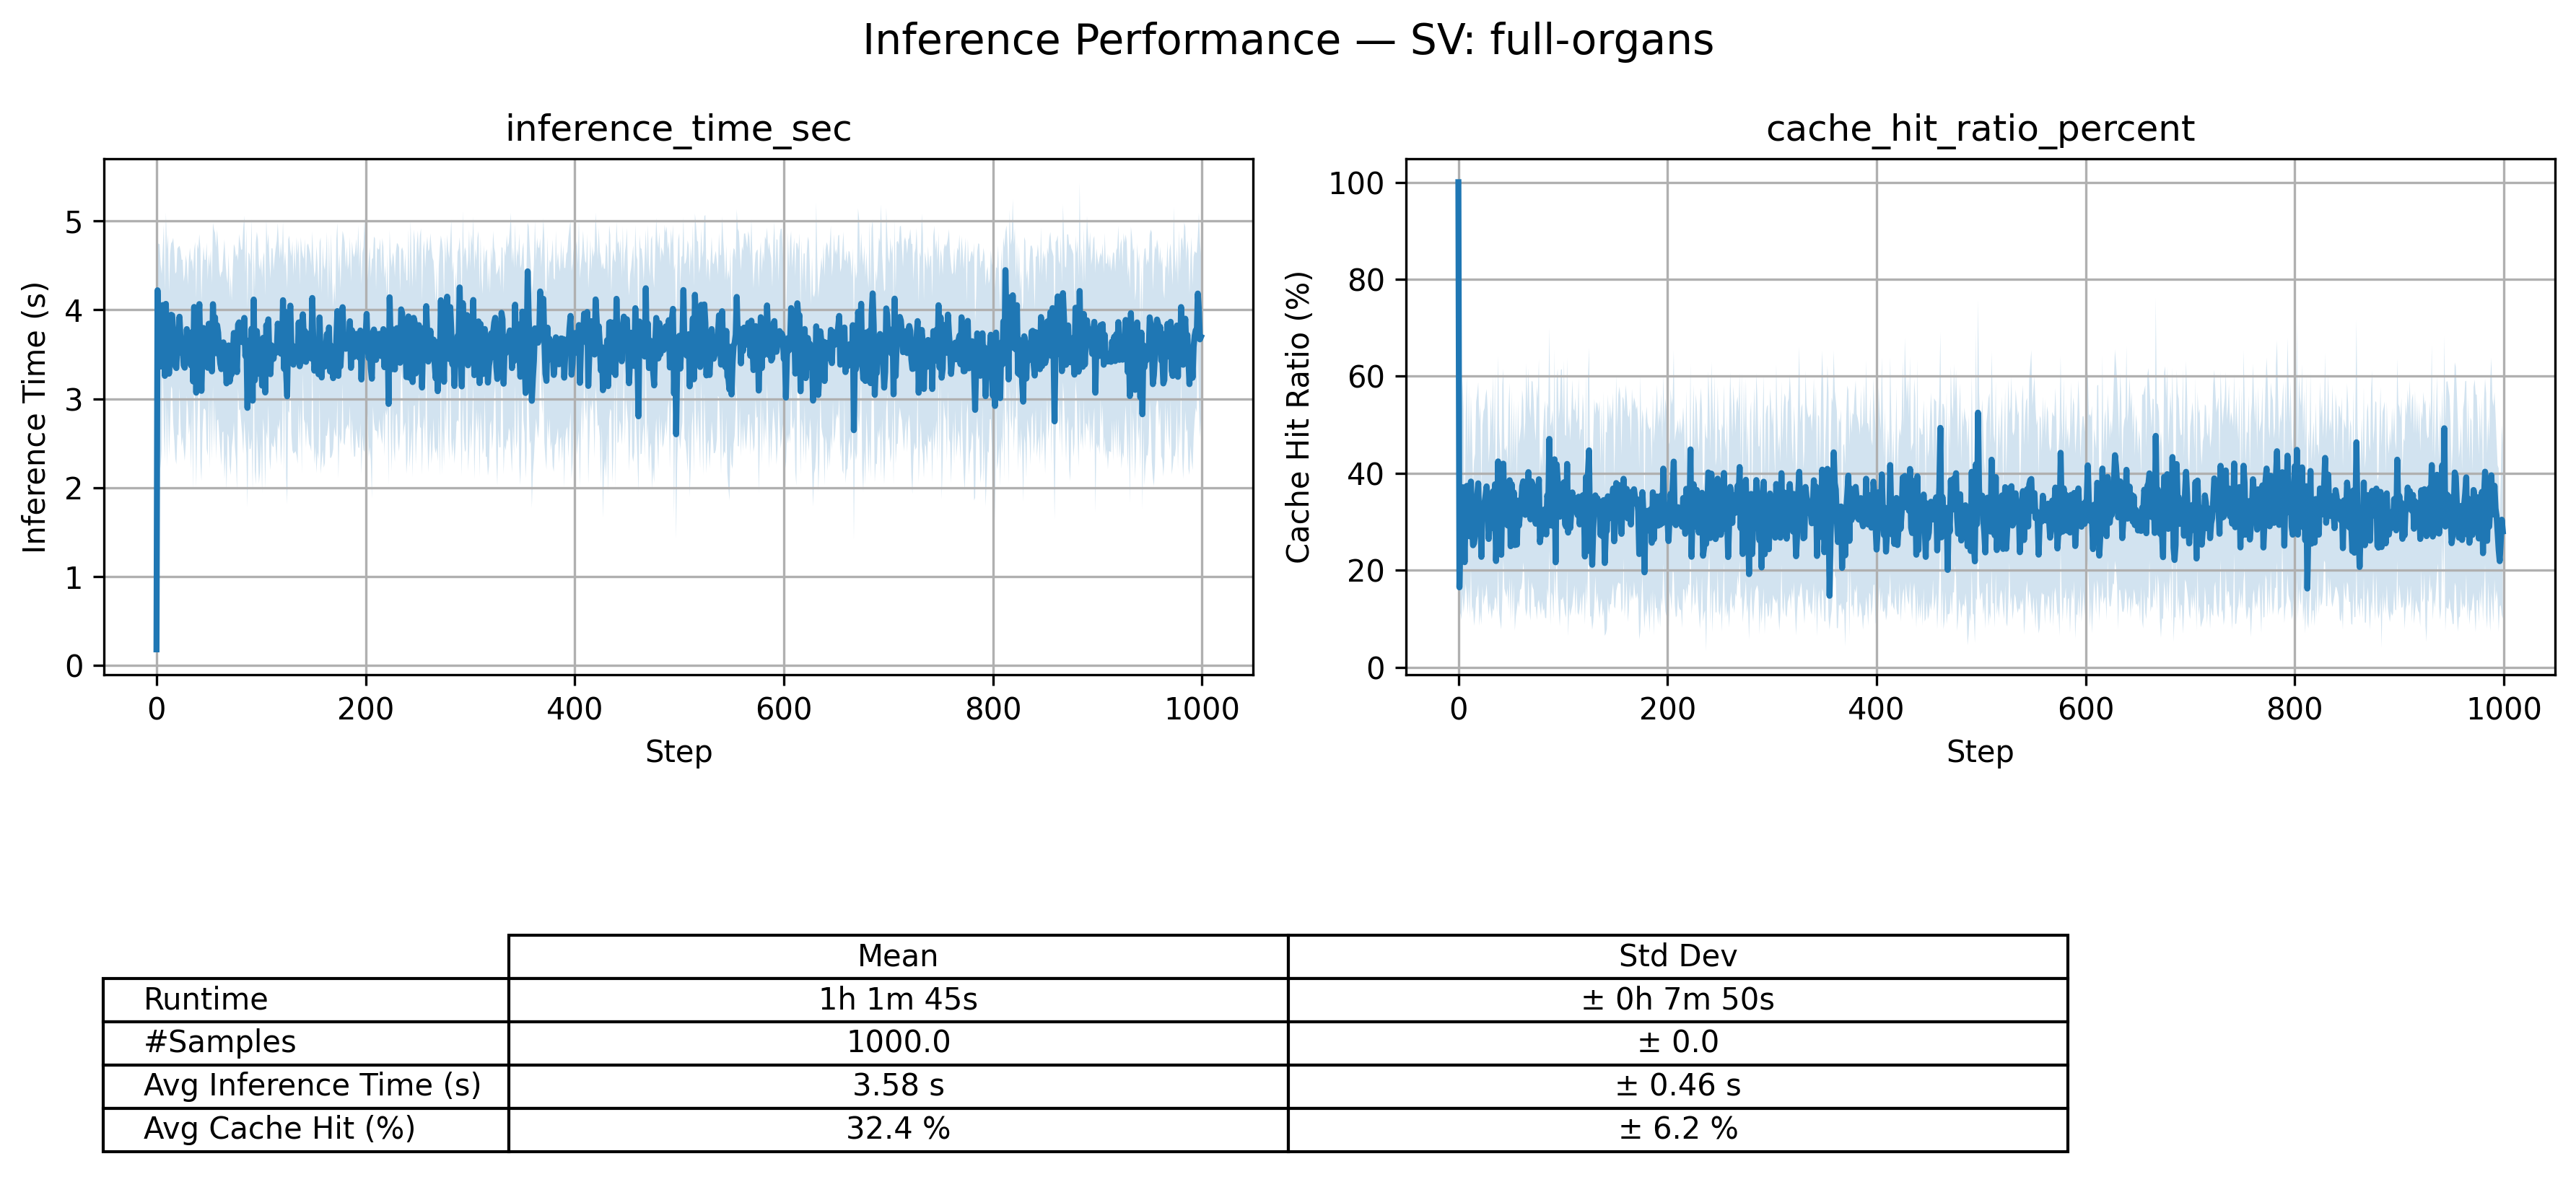 Inference Performance — SV: full-organs
inference_time_sec
Inference Time (s)
5
4
3
2
1
0
0 200 400 600 800 1000
Step
cache_hit_ratio_percent
Cache Hit Ratio (%)
100
80
60
40
20
0
0 200 400 600 800 1000
Step
Mean Std Dev
Runtime 1h 1m 45s ± 0h 7m 50s
#Samples 1000.0 ± 0.0
Avg Inference Time (s) 3.58 s ± 0.46 s
Avg Cache Hit (%) 32.4 % ± 6.2 %